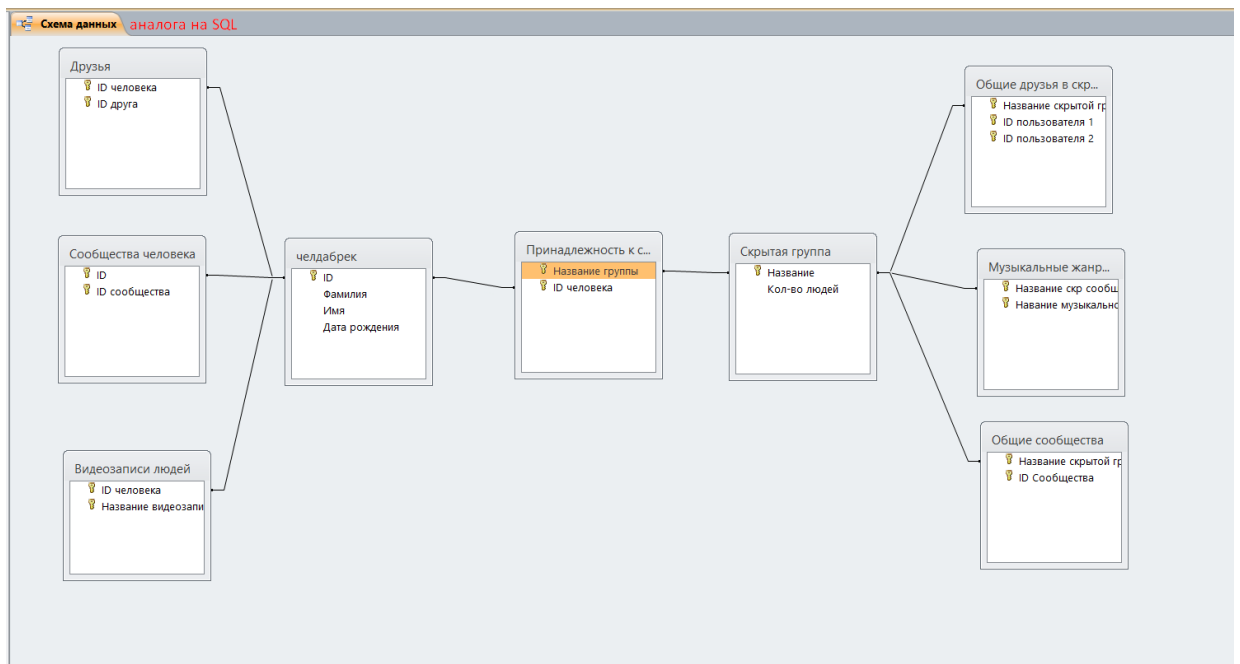 Схема данных аналога на SQL
Друзья
ID человека
ID друга
Сообщества человека
ID
ID сообщества
Видеозаписи людей
ID человека
Название видеозапи
челдабрек
ID
Фамилия
Имя
Дата рождения
Принадлежность к с...
Название группы
ID человека
Скрытая группа
Название
Кол-во людей
Общие друзья в скр...
Название скрытой гр
ID пользователя 1
ID пользователя 2
Музыкальные жанр...
Название скр сообщ
Навание музыкально
Общие сообщества
Название скрытой гр
ID Сообщества